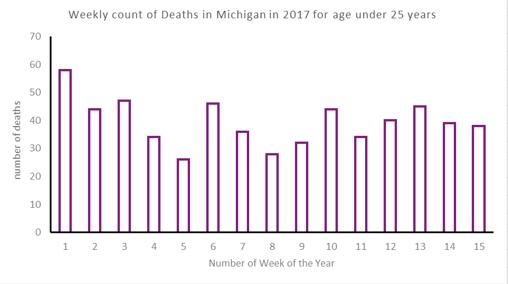 Weekly count of Deaths in Michigan in 2017 for age under 25 years
number of deaths
70
60
50
40
30
20
10
0
1 2 3 4 5 6 7 8 9 10 11 12 13 14 15
Number of Week of the Year